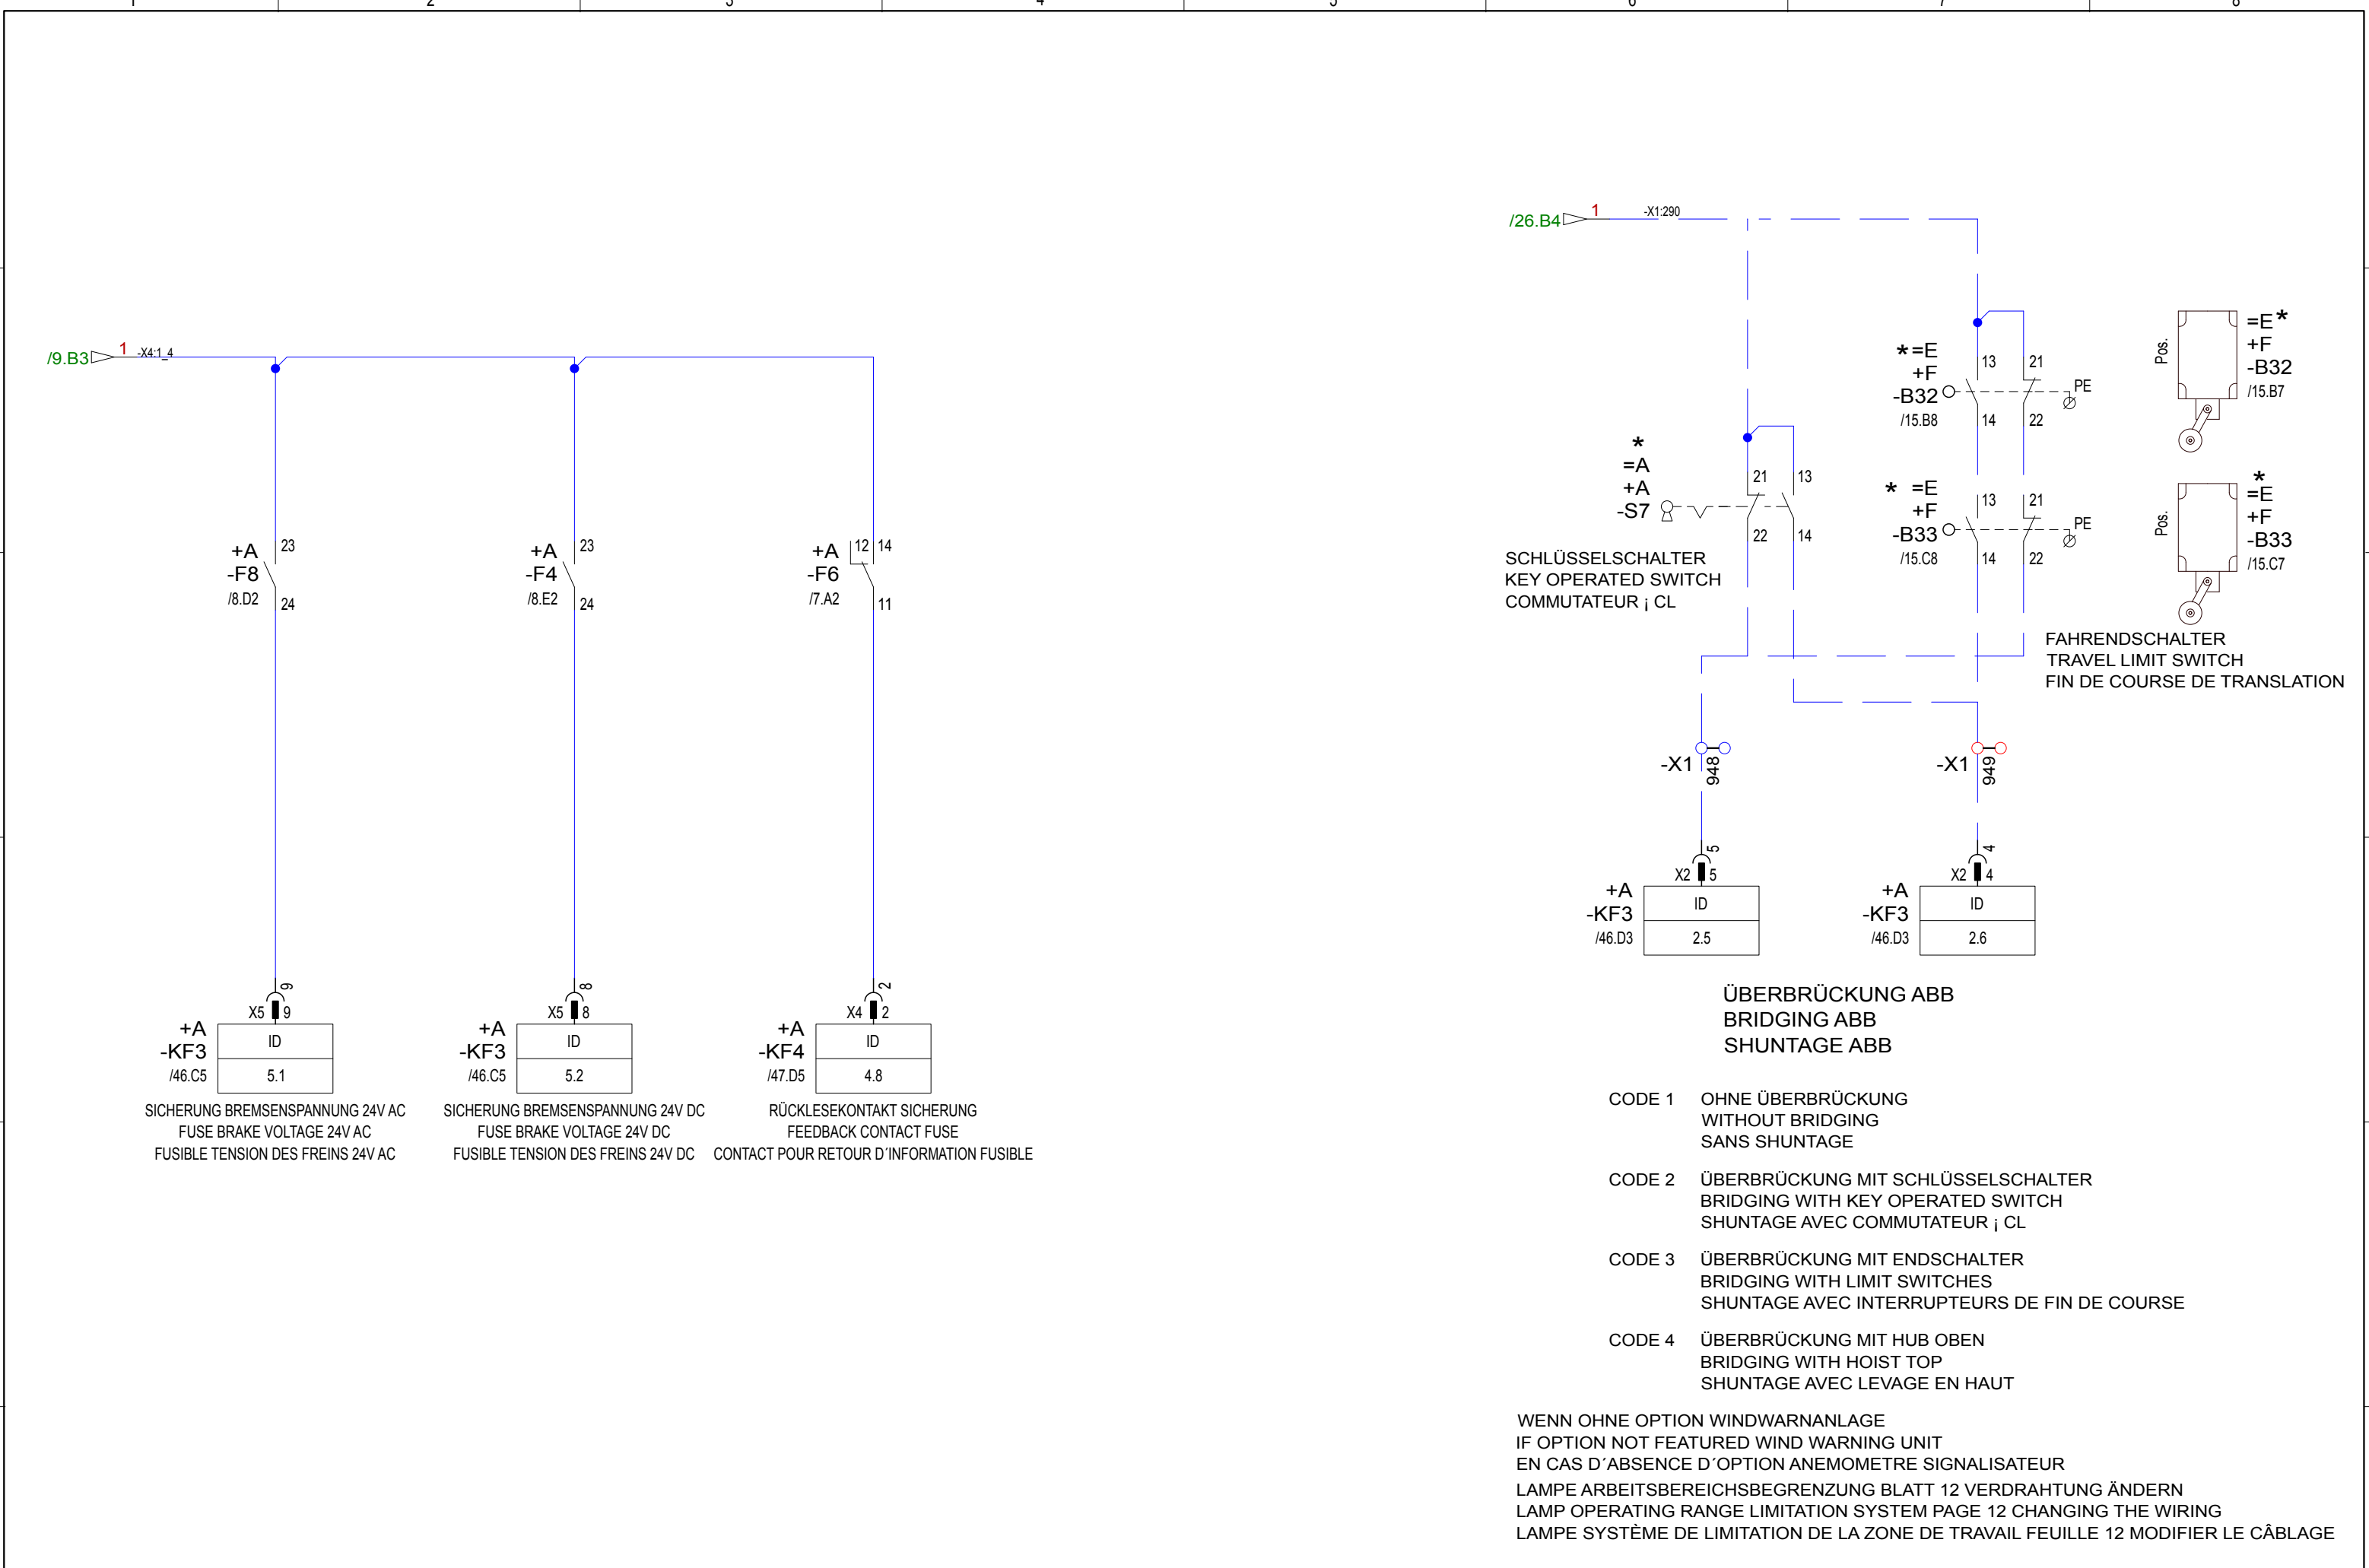 1 2 3 4 5 6 7 8
/26.B4 1 -X1:290
/9.B3 1 -X4:1_4
+A
-F8
/8.D2
23
24
+A
-F4
/8.E2
23
24
+A
-F6
/7.A2
12 14
11
*
=A
+A
-S7
21 13
22 14
SCHLÜSSELSCHALTER
KEY OPERATED SWITCH
COMMUTATEUR ¡ CL
*=E
+F
-B32
/15.B8
13 21
14 22
PE
* =E
+F
-B33
/15.C8
13 21
14 22
PE
Pos.
=E*
+F
-B32
/15.B7
Pos.
*
=E
+F
-B33
/15.C7
FAHRENDSCHALTER
TRAVEL LIMIT SWITCH
FIN DE COURSE DE TRANSLATION
-X1 948
-X1 949
5
X2 5
+A
-KF3
/46.D3
ID
2.5
4
X2 4
+A
-KF3
/46.D3
ID
2.6
9
X5 9
+A
-KF3
/46.C5
ID
5.1
SICHERUNG BREMSENSPANNUNG 24V AC
FUSE BRAKE VOLTAGE 24V AC
FUSIBLE TENSION DES FREINS 24V AC
8
X5 8
+A
-KF3
/46.C5
ID
5.2
SICHERUNG BREMSENSPANNUNG 24V DC
FUSE BRAKE VOLTAGE 24V DC
FUSIBLE TENSION DES FREINS 24V DC
2
X4 2
+A
-KF4
/47.D5
ID
4.8
RÜCKLESEKONTAKT SICHERUNG
FEEDBACK CONTACT FUSE
CONTACT POUR RETOUR D´INFORMATION FUSIBLE
ÜBERBRÜCKUNG ABB
BRIDGING ABB
SHUNTAGE ABB
CODE 1 OHNE ÜBERBRÜCKUNG
WITHOUT BRIDGING
SANS SHUNTAGE
CODE 2 ÜBERBRÜCKUNG MIT SCHLÜSSELSCHALTER
BRIDGING WITH KEY OPERATED SWITCH
SHUNTAGE AVEC COMMUTATEUR ¡ CL
CODE 3 ÜBERBRÜCKUNG MIT ENDSCHALTER
BRIDGING WITH LIMIT SWITCHES
SHUNTAGE AVEC INTERRUPTEURS DE FIN DE COURSE
CODE 4 ÜBERBRÜCKUNG MIT HUB OBEN
BRIDGING WITH HOIST TOP
SHUNTAGE AVEC LEVAGE EN HAUT
WENN OHNE OPTION WINDWARNANLAGE
IF OPTION NOT FEATURED WIND WARNING UNIT
EN CAS D´ABSENCE D´OPTION ANEMOMETRE SIGNALISATEUR
LAMPE ARBEITSBEREICHSBEGRENZUNG BLATT 12 VERDRAHTUNG ÄNDERN
LAMP OPERATING RANGE LIMITATION SYSTEM PAGE 12 CHANGING THE WIRING
LAMPE SYSTÈME DE LIMITATION DE LA ZONE DE TRAVAIL FEUILLE 12 MODIFIER LE CÂBLAGE